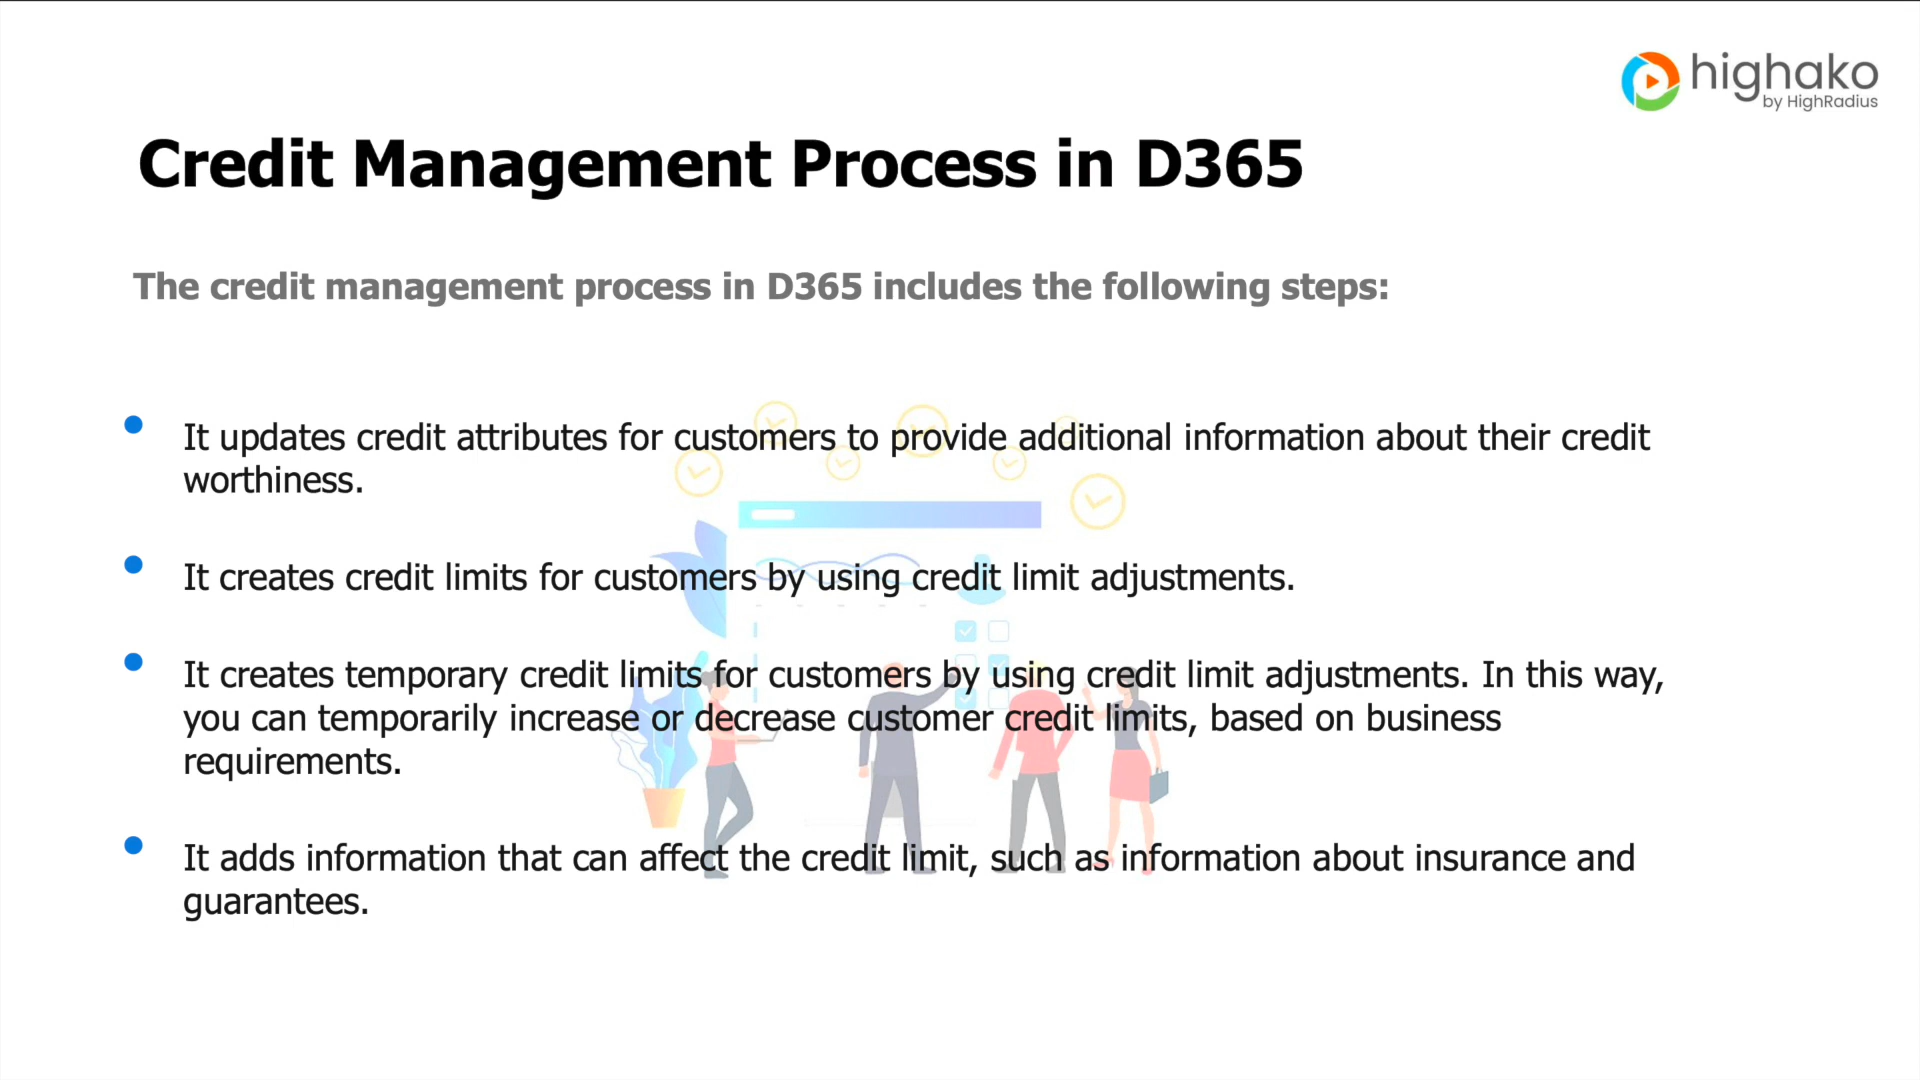 highako
by HighRadius
Credit Management Process in D365
The credit management process in D365 includes the following steps:
• It updates credit attributes for customers to provide additional information about their credit
worthiness.
• It creates credit limits for customers by using credit limit adjustments.
• It creates temporary credit limits for customers by using credit limit adjustments. In this way,
you can temporarily increase or decrease customer credit limits, based on business
requirements.
• It adds information that can affect the credit limit, such as information about insurance and
guarantees.